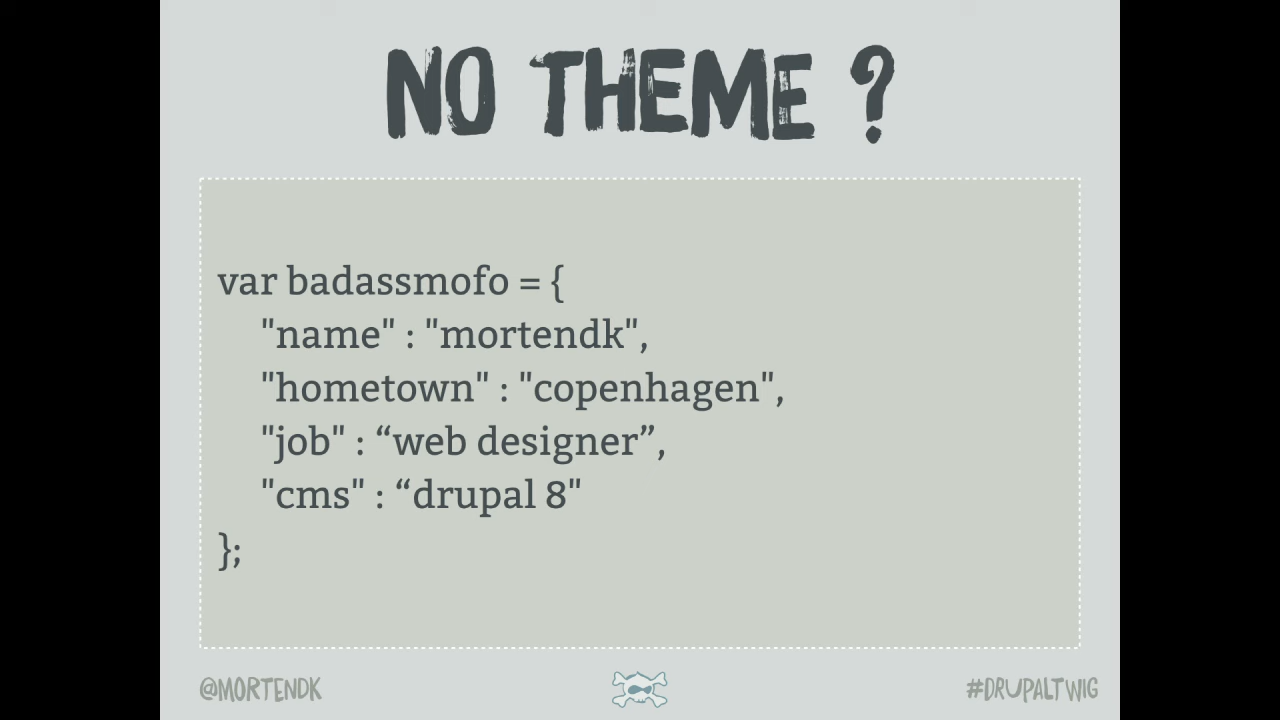 NO THEME ?
var badassmofo = {
"name" : "mortendk",
"hometown" : "copenhagen",
"job" : “web designer”,
"cms" : “drupal 8"
};
@MORTENDK
#DRUPALTWIG